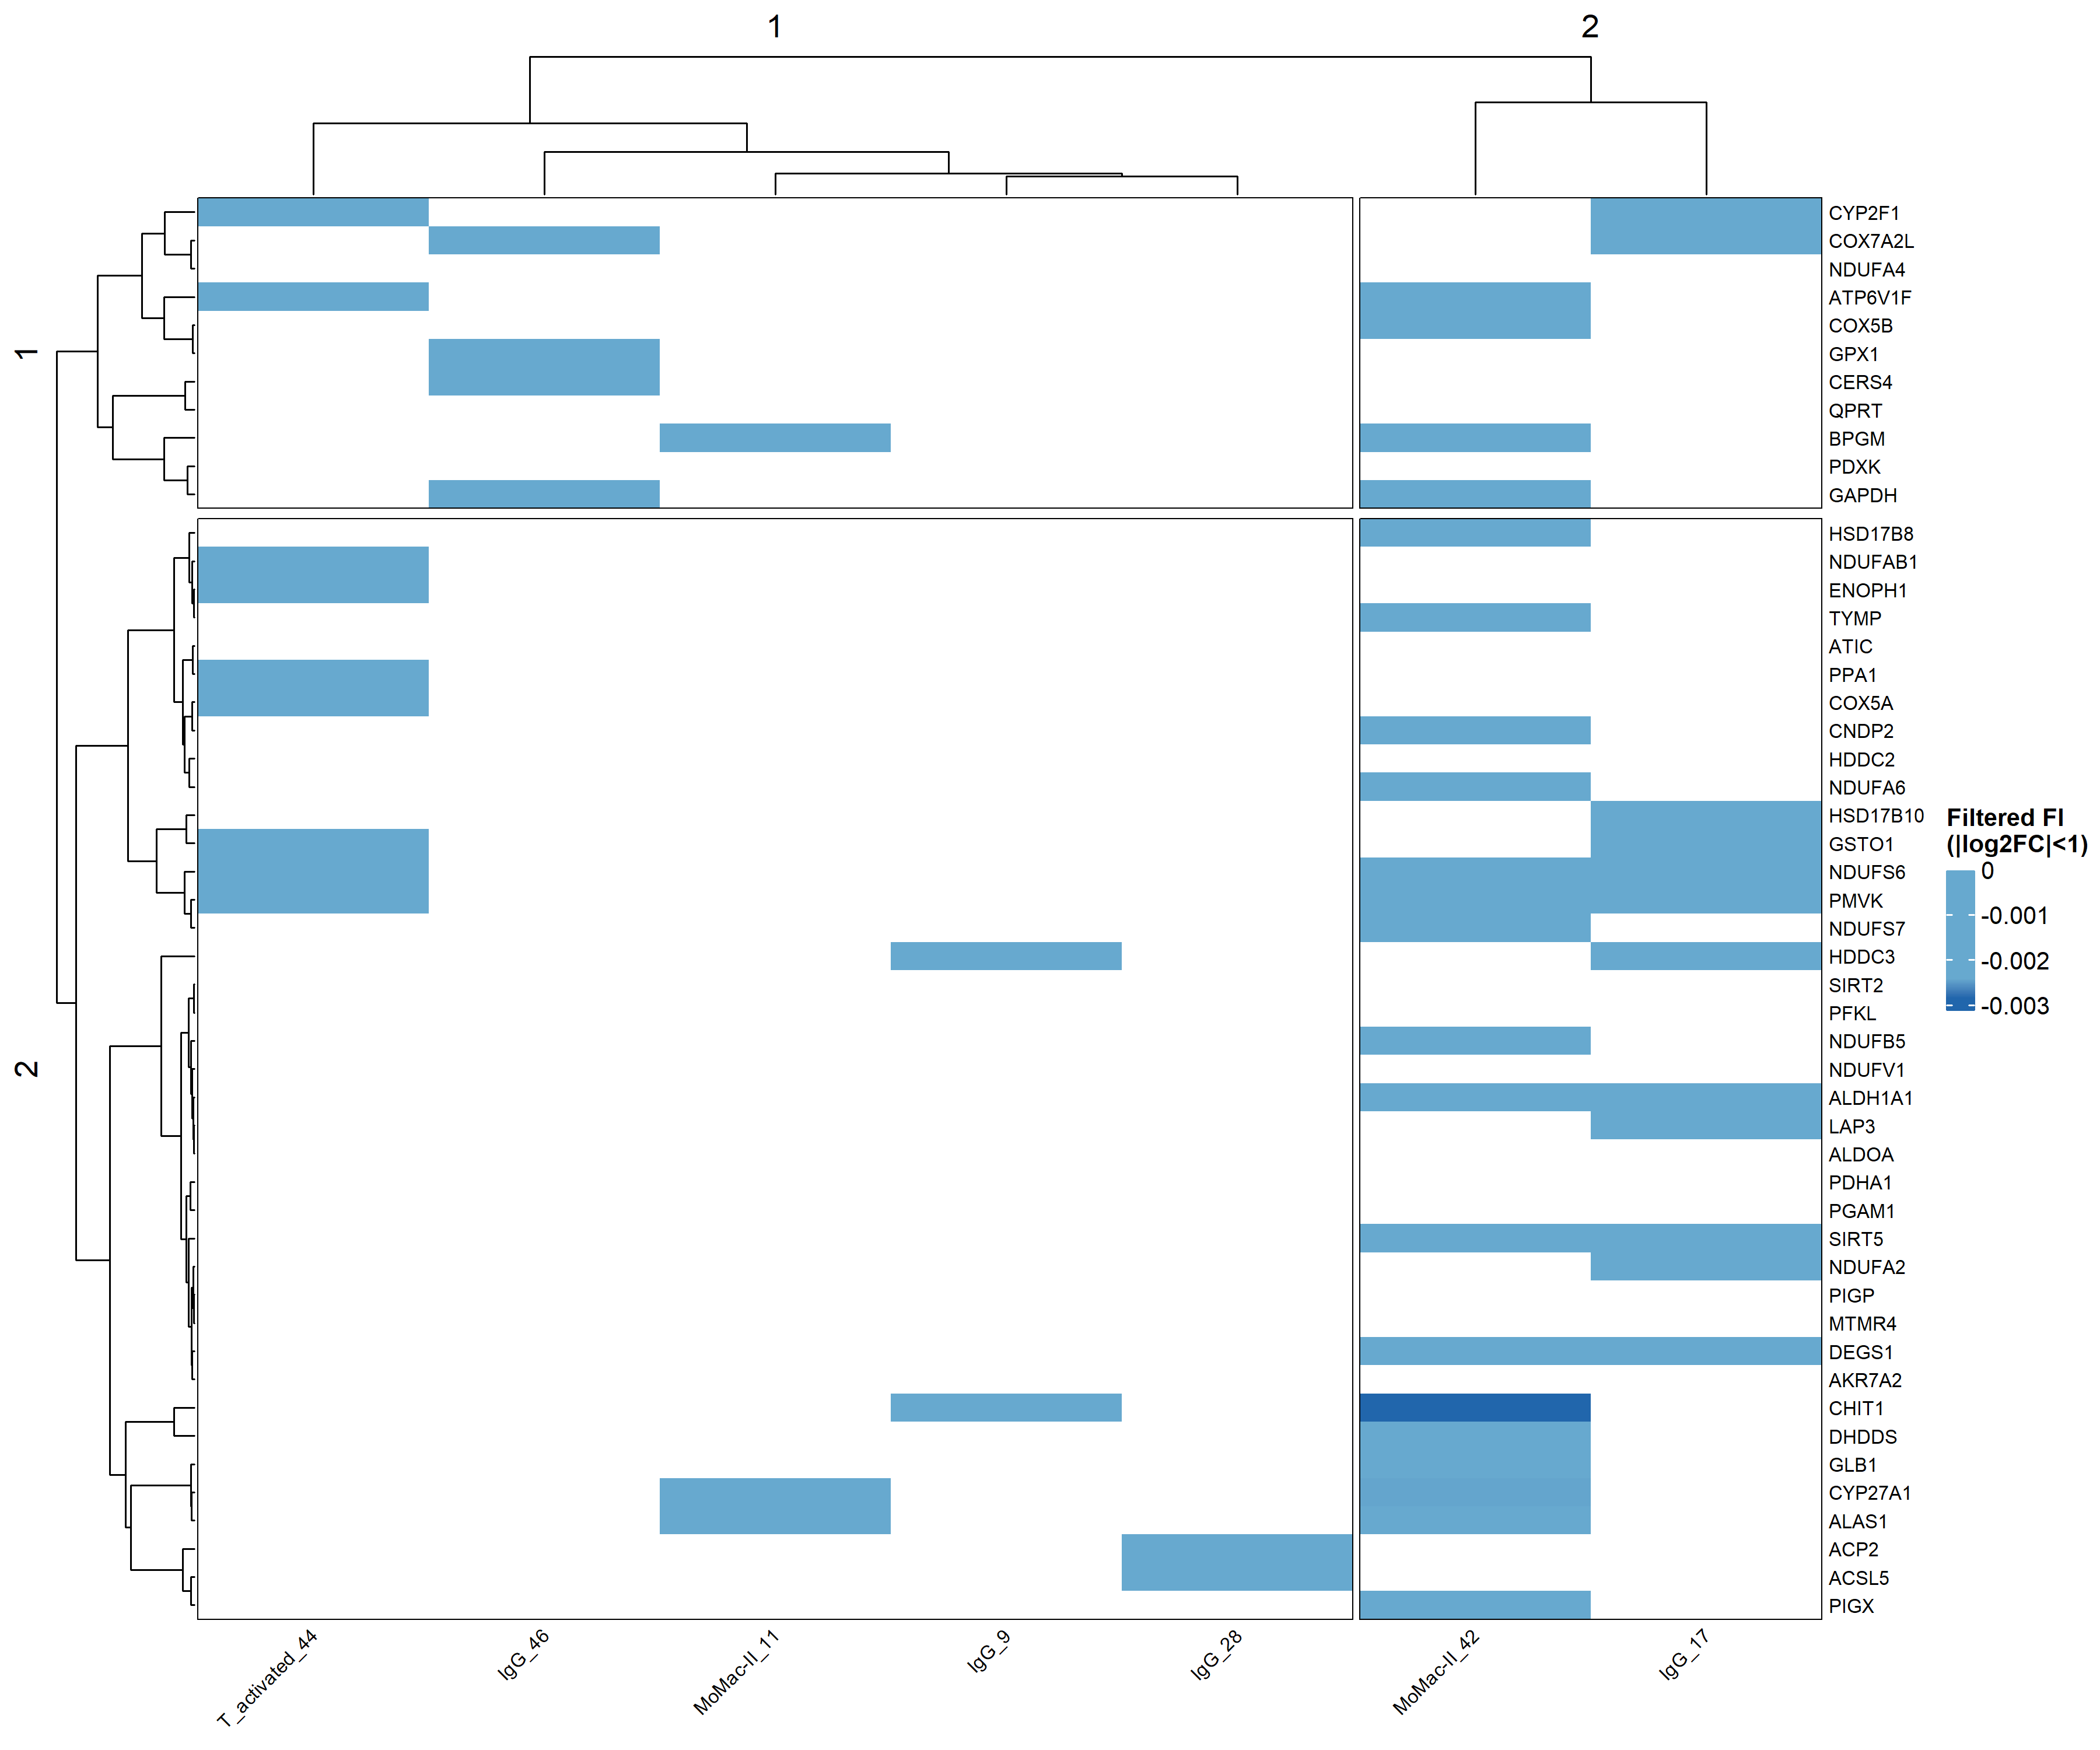 1
2
1
CYP2F1
COX7A2L
NDUFA4
ATP6V1F
COX5B
GPX1
CERS4
QPRT
BPGM
PDXK
GAPDH
2
HSD17B8
NDUFAB1
ENOPH1
TYMP
ATIC
PPA1
COX5A
CNDP2
HDDC2
NDUFA6
HSD17B10
GSTO1
NDUFS6
PMVK
NDUFS7
HDDC3
SIRT2
PFKL
NDUFB5
NDUFV1
ALDH1A1
LAP3
ALDOA
PDHA1
PGAM1
SIRT5
NDUFA2
PIGP
MTMR4
DEGS1
AKR7A2
CHIT1
DHDDS
GLB1
CYP27A1
ALAS1
ACP2
ACSL5
PIGX
Filtered FI
(|log2FC|<1)
0
-0.001
-0.002
-0.003
T_activated_44
IgG_46
MoMac-II_11
IgG_9
IgG_28
MoMac-II_42
IgG_17